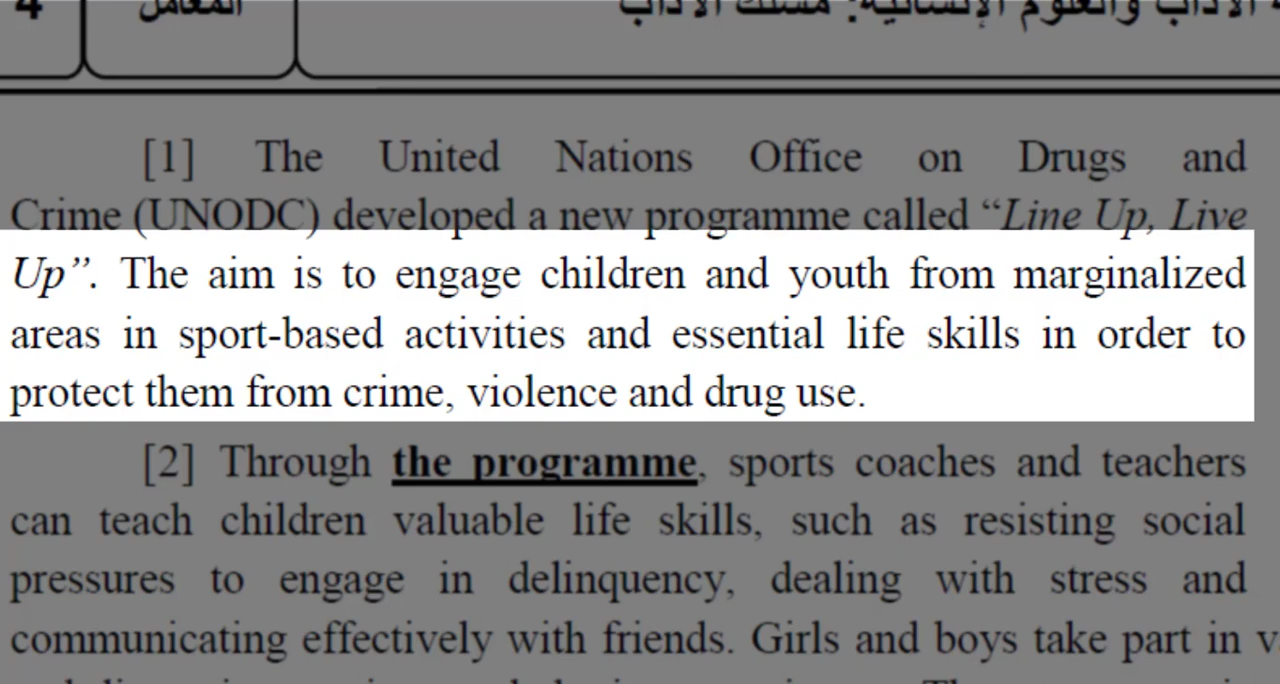 4
المعامل
الآداب والعلوم الإنسانية: مسلك الآداب
[1] The United Nations Office on Drugs and
Crime (UNODC) developed a new programme called “Line Up, Live
Up”. The aim is to engage children and youth from marginalized
areas in sport-based activities and essential life skills in order to
protect them from crime, violence and drug use.
[2] Through the programme, sports coaches and teachers
can teach children valuable life skills, such as resisting social
pressures to engage in delinquency, dealing with stress and
communicating effectively with friends. Girls and boys take part in